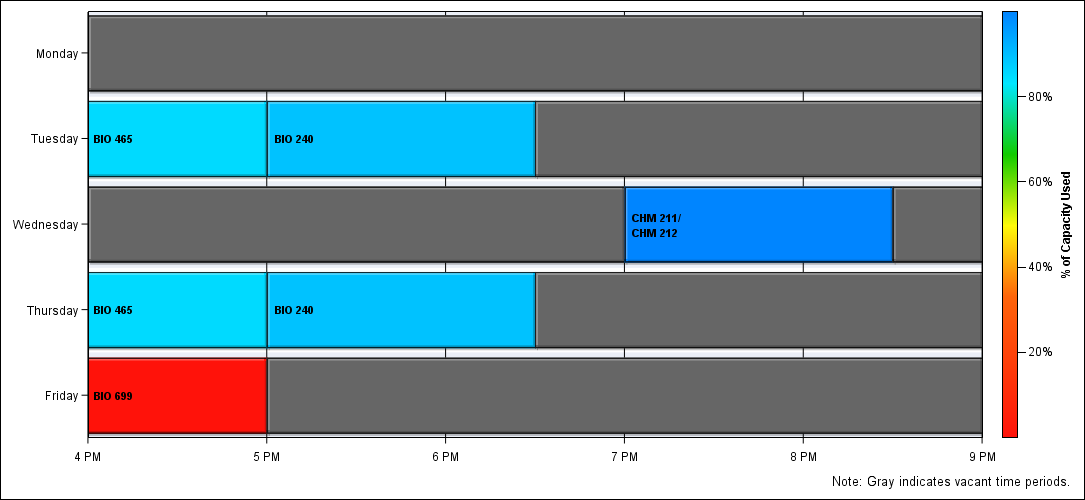 Monday
Tuesday
BIO 465
BIO 240
80%
Wednesday
CHM 211/
CHM 212
60%
% of Capacity Used
40%
Thursday
BIO 465
BIO 240
20%
Friday
BIO 699
4 PM
5 PM
6 PM
7 PM
8 PM
9 PM
Note: Gray indicates vacant time periods.